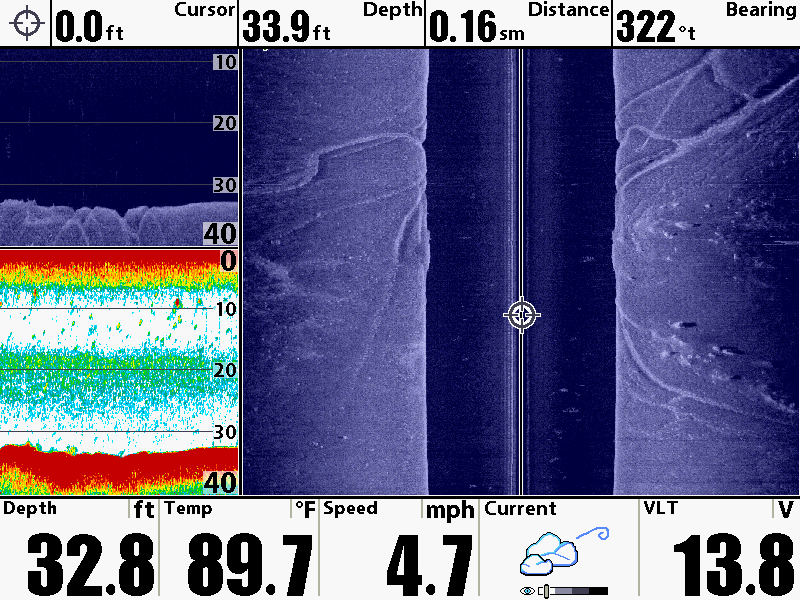 Cursor Depth Distance Bearing
0.0ft 33.9ft 0.16sm 322°t
10
20
30
40
0
10
20
30
40
Depth ft Temp °F Speed mph Current VLT V
32.8 89.7 4.7 13.8